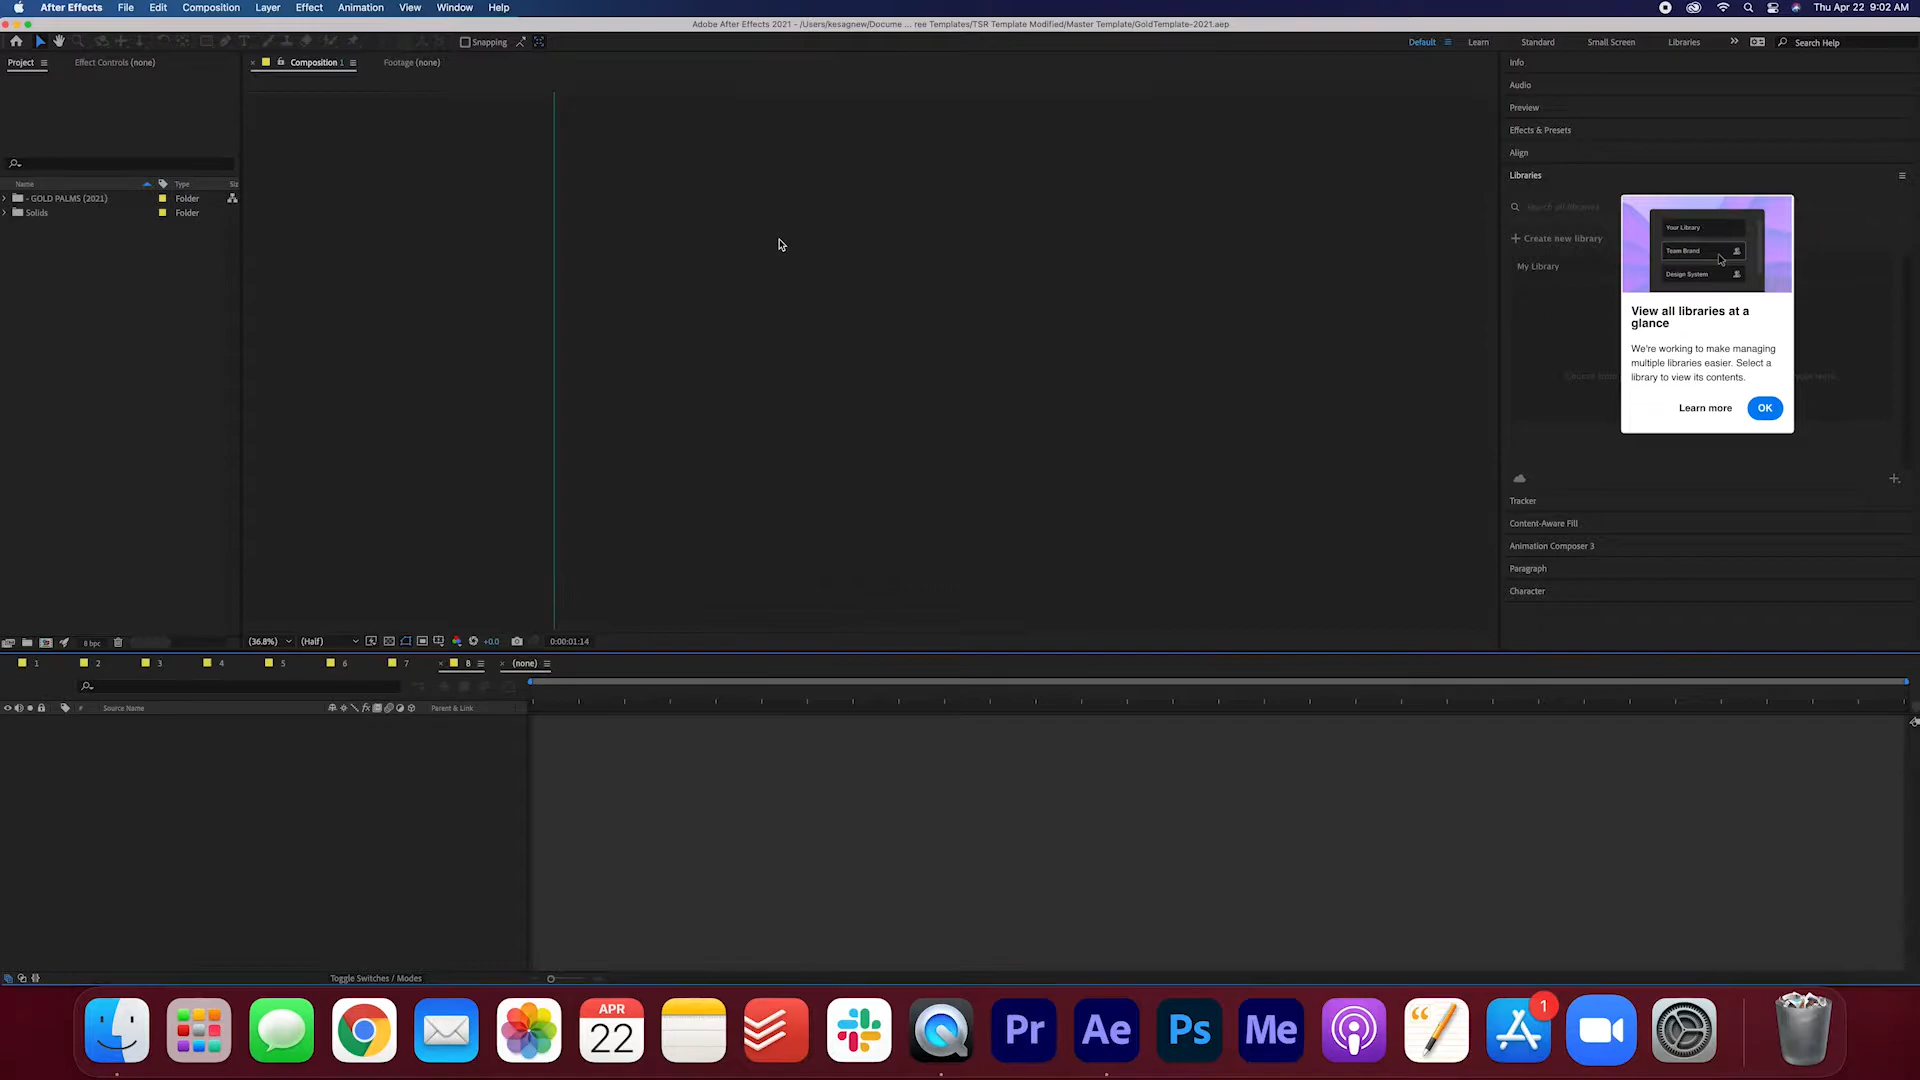 After Effects File Edit Composition Layer Effect Animation View Window Help Thu Apr 22 9:02 AM
Adobe After Effects 2021 - /Users/kesagnew/Docume ... ree Templates/TSR Template Modified/Master Template/GoldTemplate-2021.aep
Snapping Default Learn Standard Small Screen Libraries Search Help
Project Effect Controls (none) Composition 1 Footage (none) Info
Audio
Preview
Effects & Presets
Align
Libraries
Name Type Siz
- GOLD PALMS (2021) Folder
Solids Folder
Search all libraries
Create new library
My Library
Your Library
Team Brand
Design System
View all libraries at a
glance
We're working to make managing
multiple libraries easier. Select a
library to view its contents.
Learn more OK
Tracker
Content-Aware Fill
Animation Composer 3
Paragraph
Character
8 bpc (36.8%) (Half) +0.0 0:00:01:14
1 2 3 4 5 6 7 8 (none)
# Source Name fx Parent & Link
Toggle Switches / Modes
APR
22
Pr Ae Ps Me
1